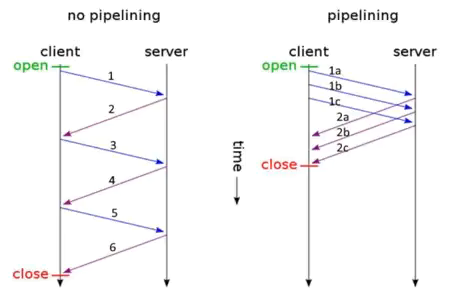 no pipelining
client server
open
1
2
3
4
5
6
close
time
pipelining
client server
open
1a
1b
1c
2a
2b
2c
close